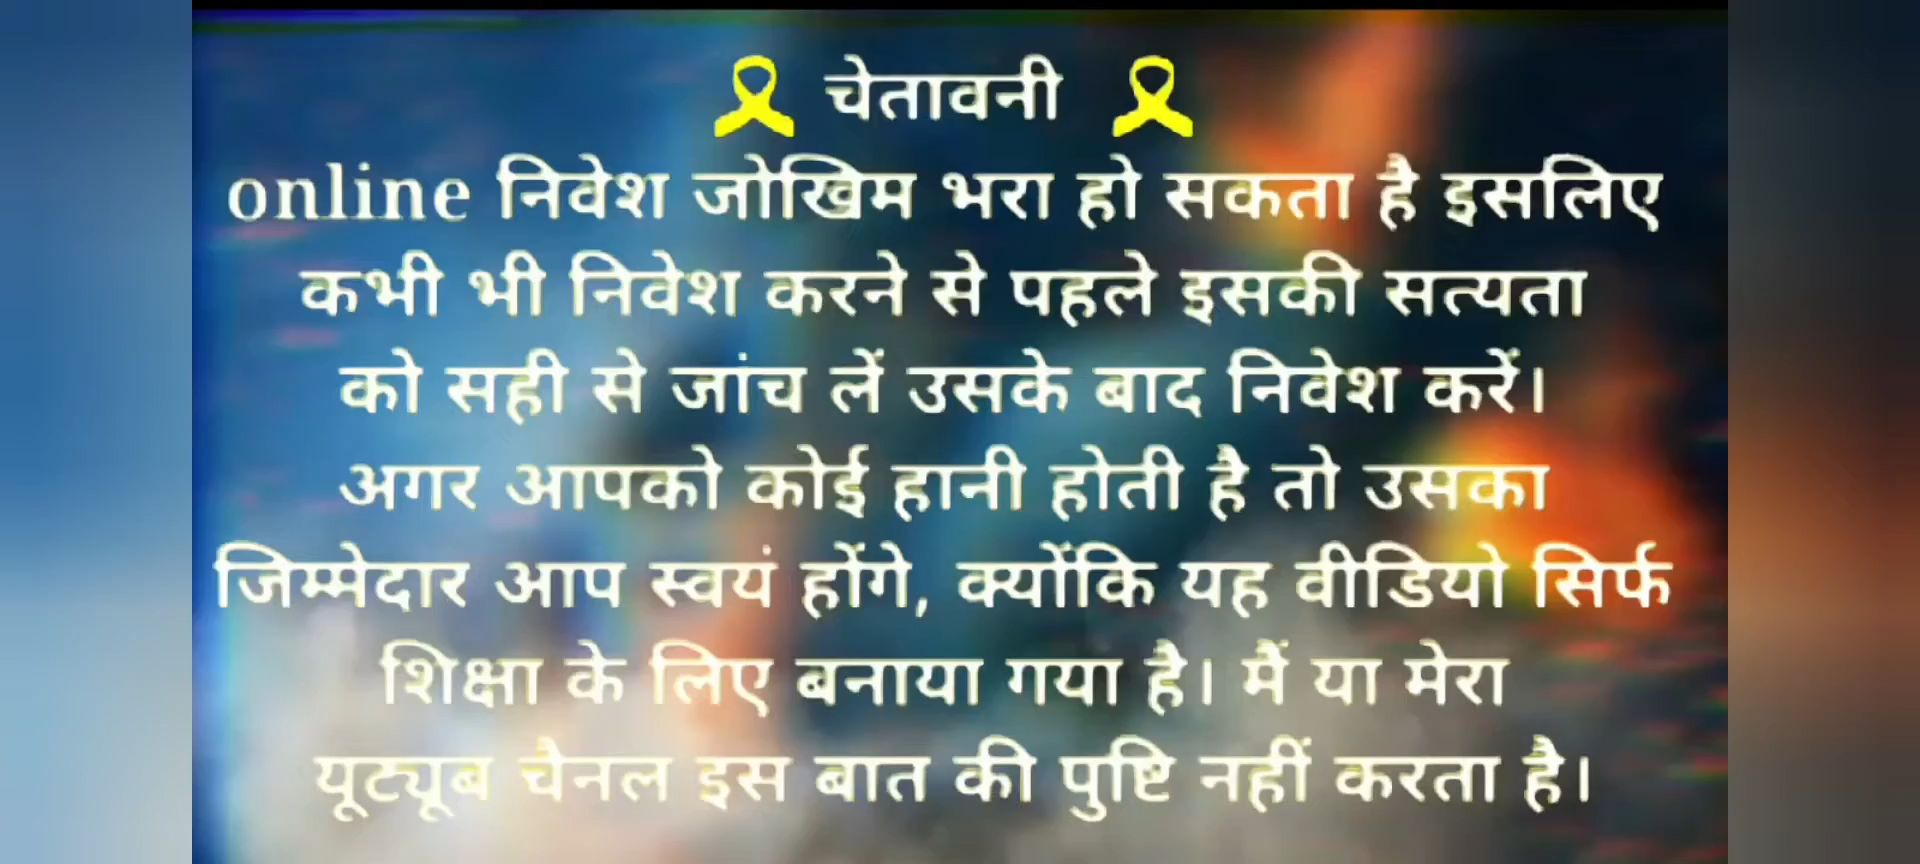 चेतावनी
online निवेश जोखिम भरा हो सकता है इसलिए
कभी भी निवेश करने से पहले इसकी सत्यता
को सही से जांच लें उसके बाद निवेश करें।
अगर आपको कोई हानी होती है तो उसका
जिम्मेदार आप स्वयं होंगे, क्योंकि यह वीडियो सिर्फ
शिक्षा के लिए बनाया गया है। मैं या मेरा
यूट्यूब चैनल इस बात की पुष्टि नहीं करता है।